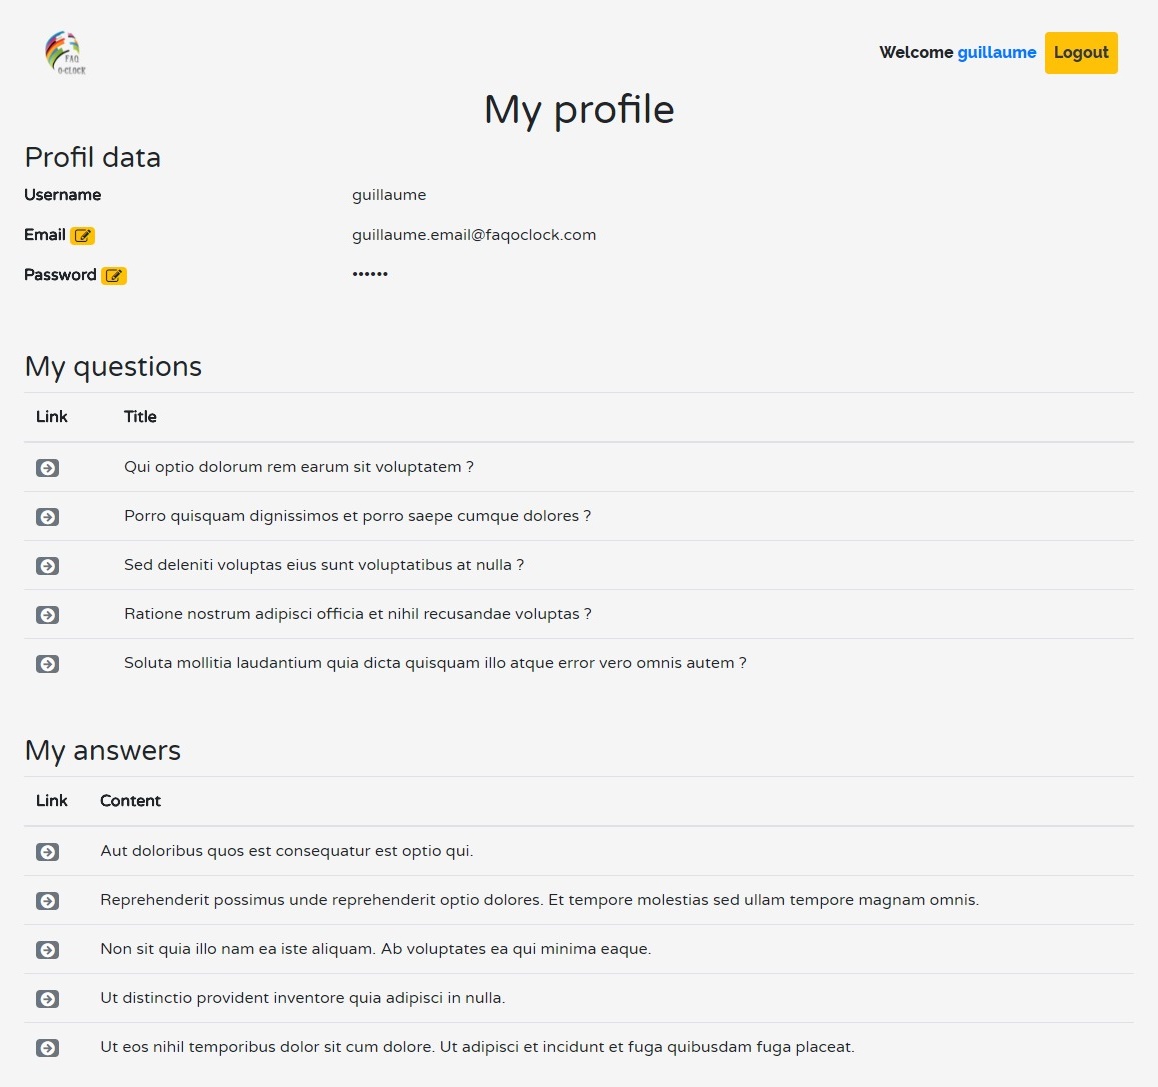 FAQ
O-CLOCK
Welcome guillaume Logout
My profile
Profil data
Username guillaume
Email guillaume.email@faqoclock.com
Password ••••••
My questions
Link Title
Qui optio dolorum rem earum sit voluptatem ?
Porro quisquam dignissimos et porro saepe cumque dolores ?
Sed deleniti voluptas eius sunt voluptatibus at nulla ?
Ratione nostrum adipisci officia et nihil recusandae voluptas ?
Soluta mollitia laudantium quia dicta quisquam illo atque error vero omnis autem ?
My answers
Link Content
Aut doloribus quos est consequatur est optio qui.
Reprehenderit possimus unde reprehenderit optio dolores. Et tempore molestias sed ullam tempore magnam omnis.
Non sit quia illo nam ea iste aliquam. Ab voluptates ea qui minima eaque.
Ut distinctio provident inventore quia adipisci in nulla.
Ut eos nihil temporibus dolor sit cum dolore. Ut adipisci et incidunt et fuga quibusdam fuga placeat.